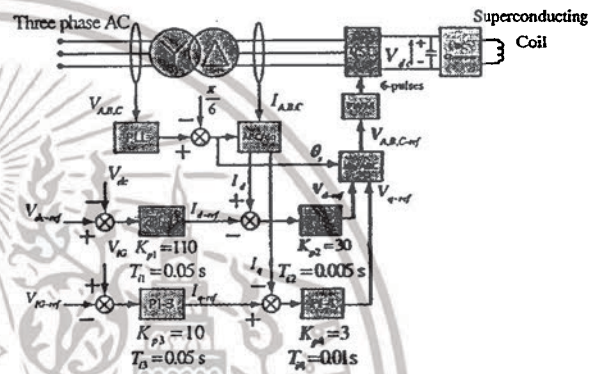 Three phase AC
Superconducting
Coil
V_dc + -
6-pulses
π/6
V_A,B,C
I_A,B,C
PLL
V_A,B,C-ref
θ_s
I_d
V_d-ref
V_q-ref
V_dc
V_dc-ref
I_d-ref
K_p1=110
K_p2=30
T_i1=0.05 s
T_i2=0.005 s
V_IG
I_q
V_IG-ref
PI-3
I_q-ref
K_p3=10
K_p4=3
T_i3=0.05 s
T_i4=0.01s